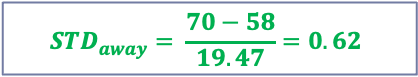 STD_away = (70 − 58) / 19.47 = 0.62